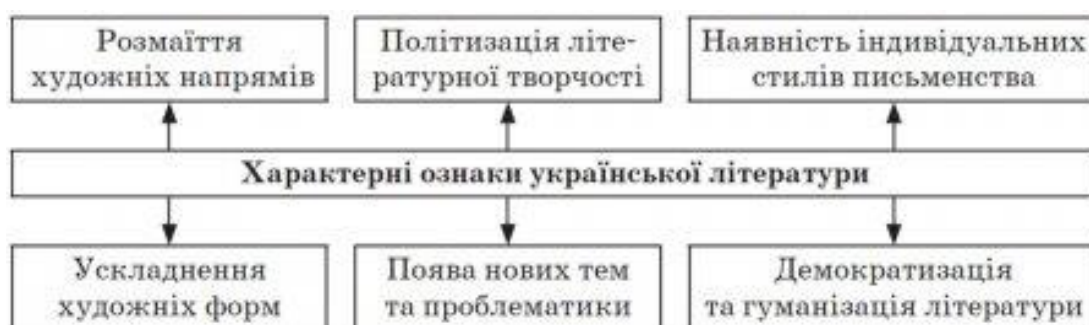 Розмаїття
художніх напрямів
Політизація літе-
ратурної творчості
Наявність індивідуальних
стилів письменства
Характерні ознаки української літератури
Ускладнення
художніх форм
Поява нових тем
та проблематики
Демократизація
та гуманізація літератури